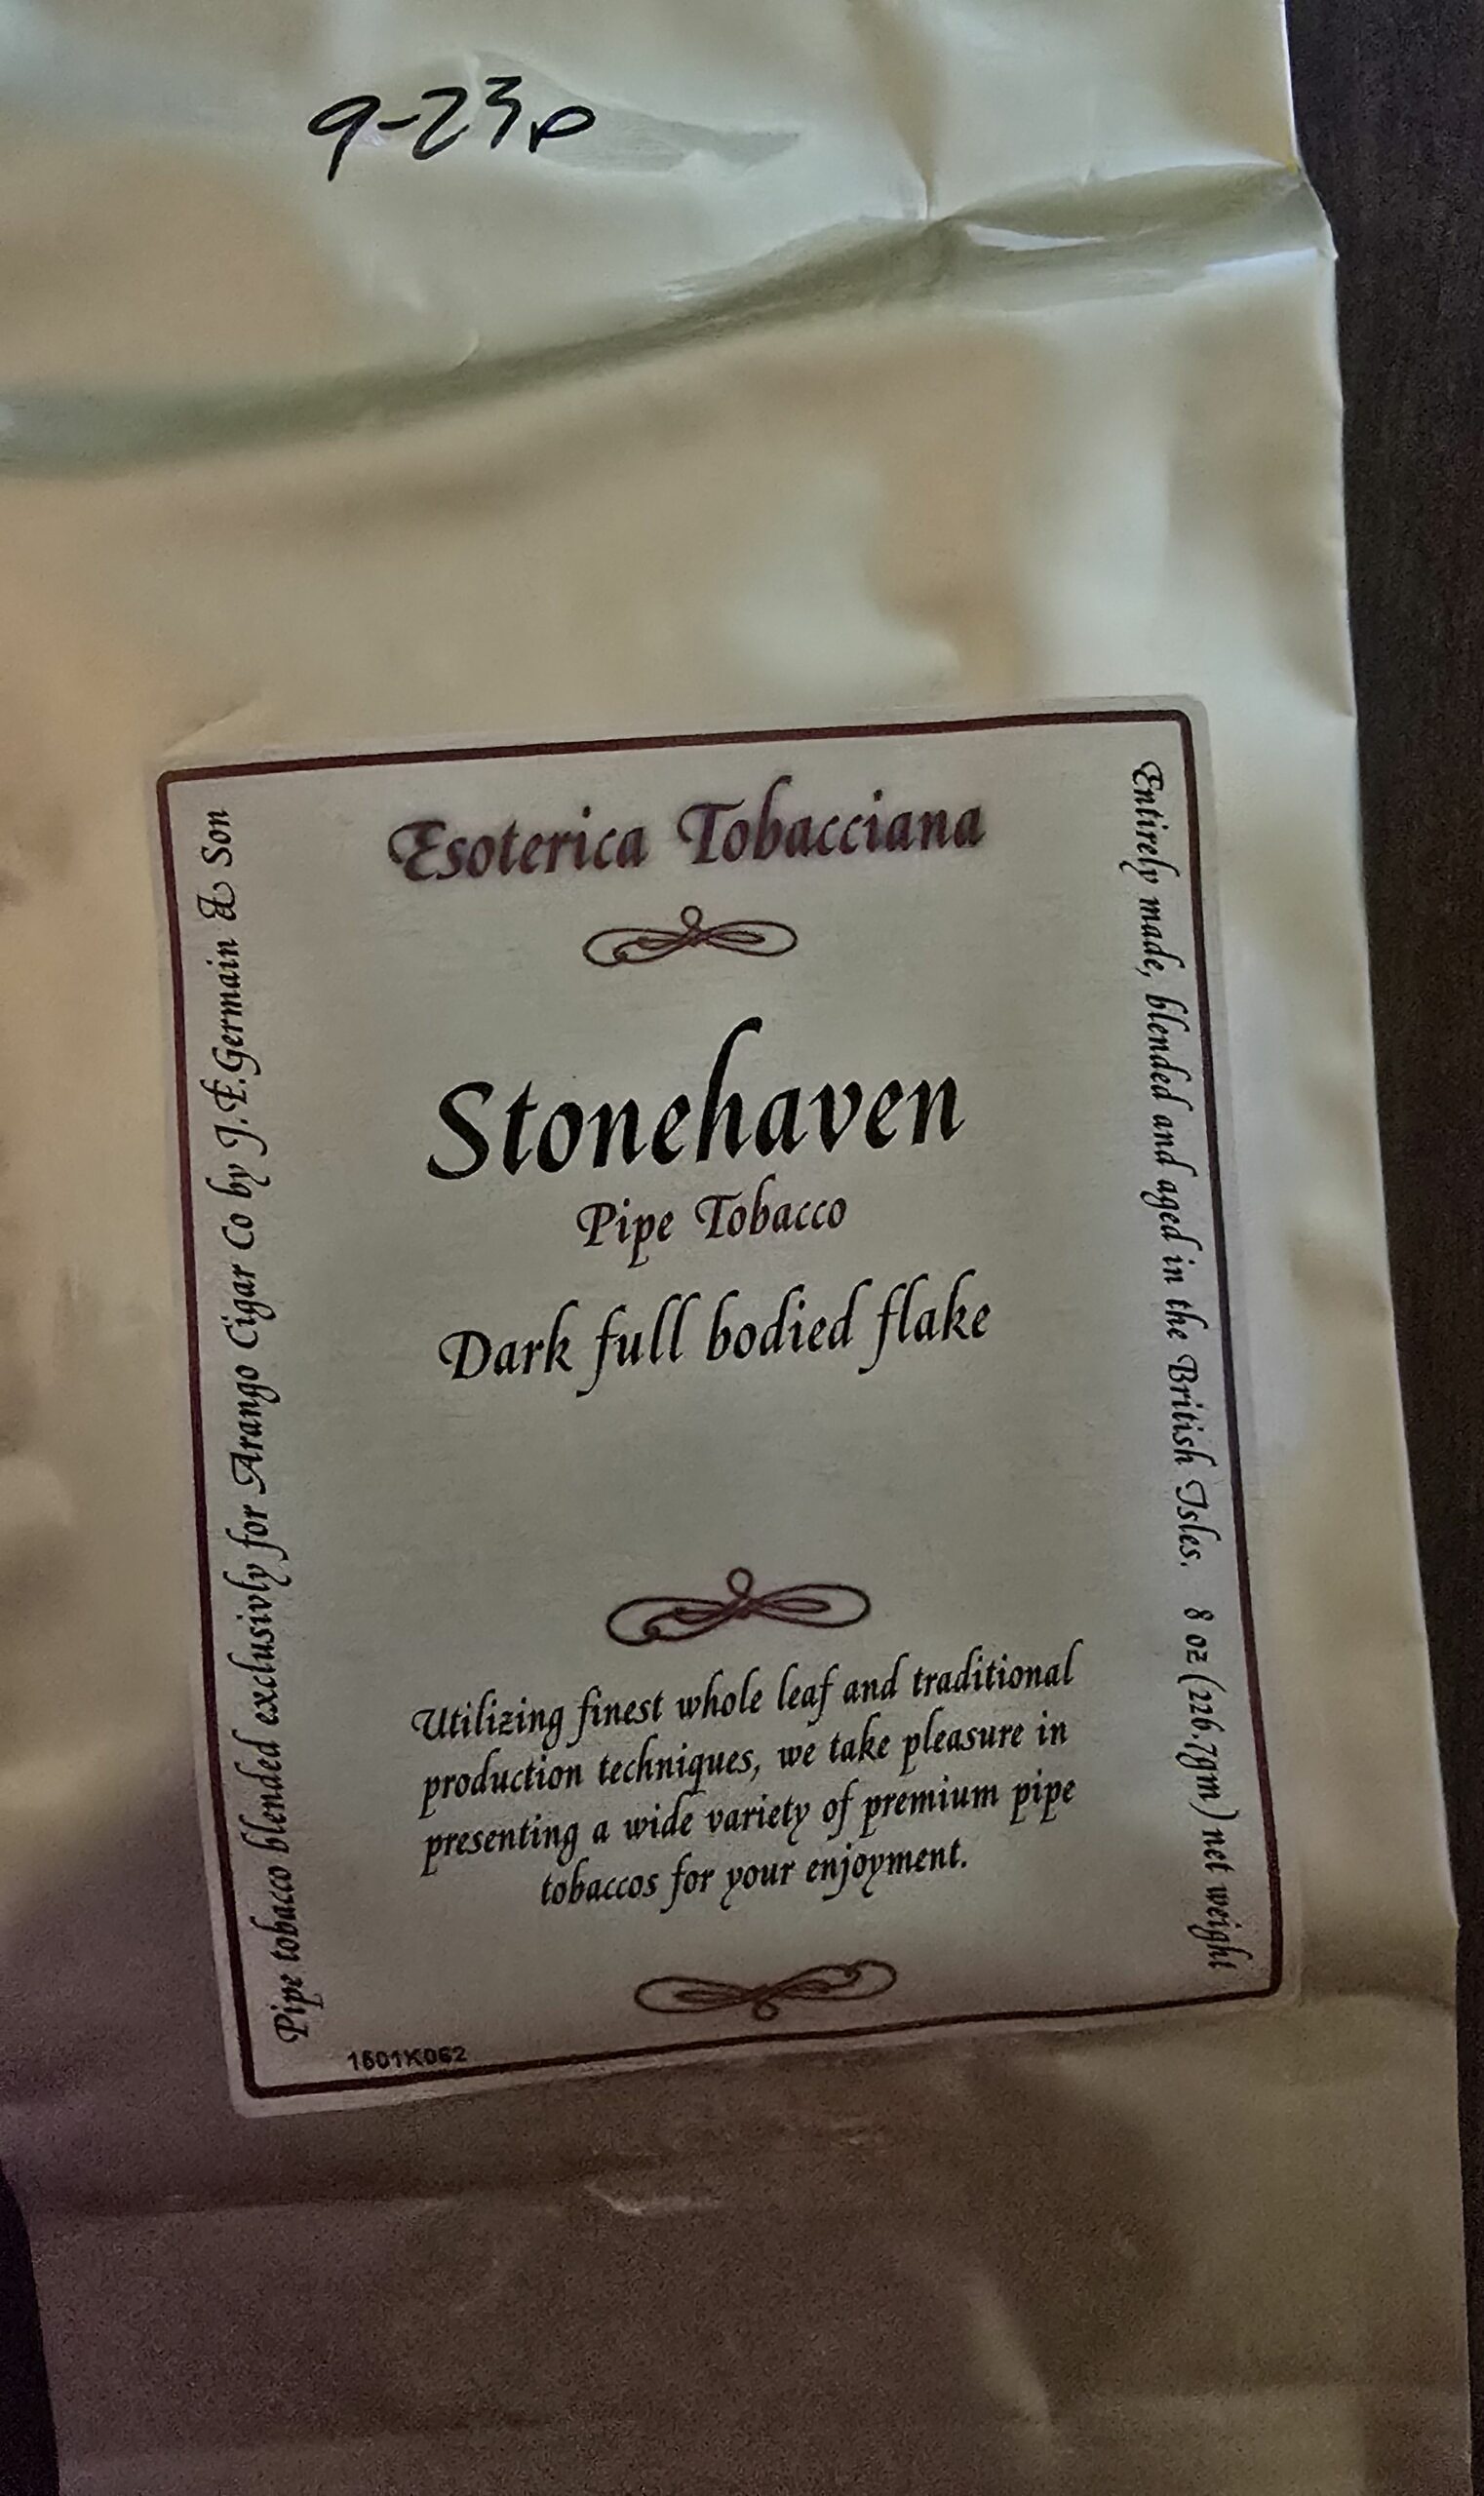 9-23p
Esoterica Tobacciana
Stonehaven
Pipe Tobacco
Dark full bodied flake
Utilizing finest whole leaf and traditional
production techniques, we take pleasure in
presenting a wide variety of premium pipe
tobaccos for your enjoyment.
Pipe tobacco blended exclusivly for Arango Cigar Co by J.F.Germain & Son
Entirely made, blended and aged in the British Isles. 8 oz (226.7gm) net weight
1501K062